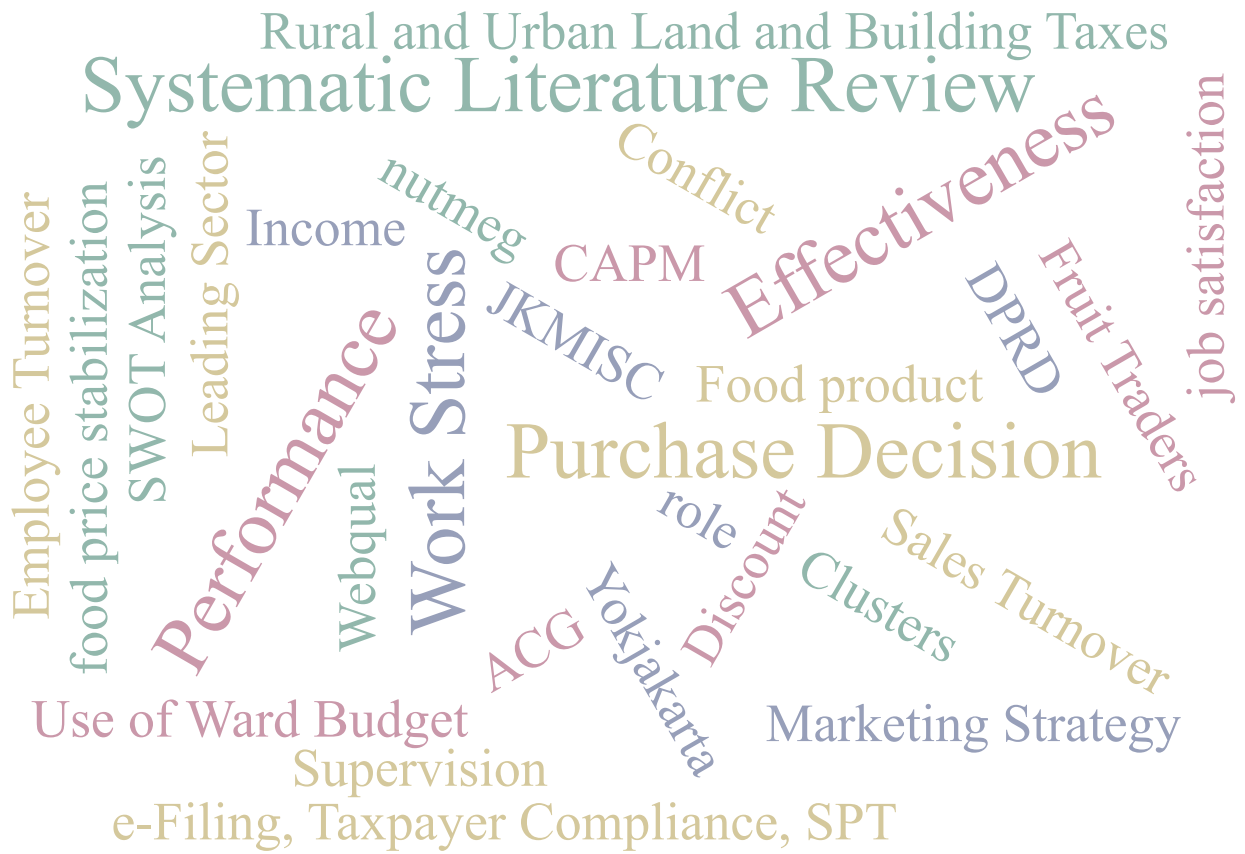 Rural and Urban Land and Building Taxes
Systematic Literature Review
Effectiveness
job satisfaction
Conflict
nutmeg
Income
CAPM
Leading Sector
SWOT Analysis
food price stabilization
Employee Turnover
Performance
Work Stress
JKMISC
DPRD
Fruit Traders
Food product
Purchase Decision
Webqual
role
Discount
Sales Turnover
Clusters
Yokjakarta
ACG
Use of Ward Budget
Marketing Strategy
Supervision
e-Filing, Taxpayer Compliance, SPT